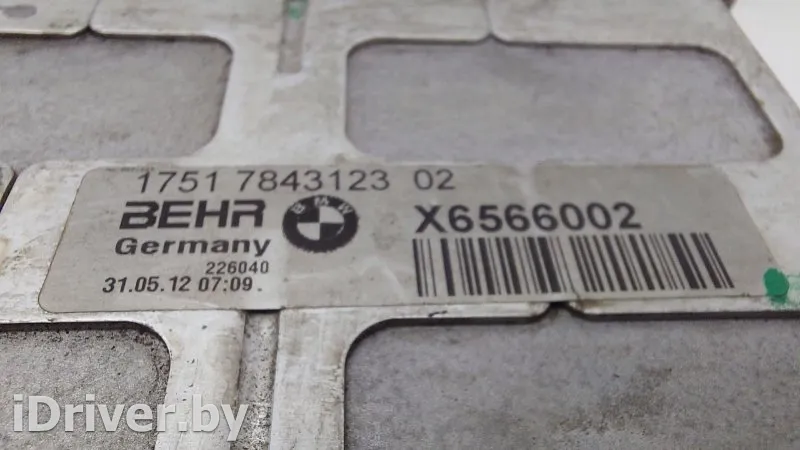 1751 7843123 02
BEHR BMW X6566002
Germany
226040
31.05.12 07:09.
iDriver.by